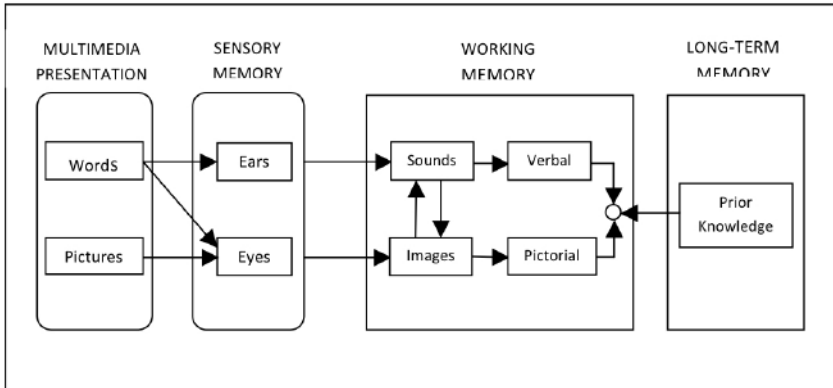 MULTIMEDIA
PRESENTATION
SENSORY
MEMORY
WORKING
MEMORY
LONG-TERM
MEMORY
Words
Ears
Sounds
Verbal
Prior
Knowledge
Pictures
Eyes
Images
Pictorial